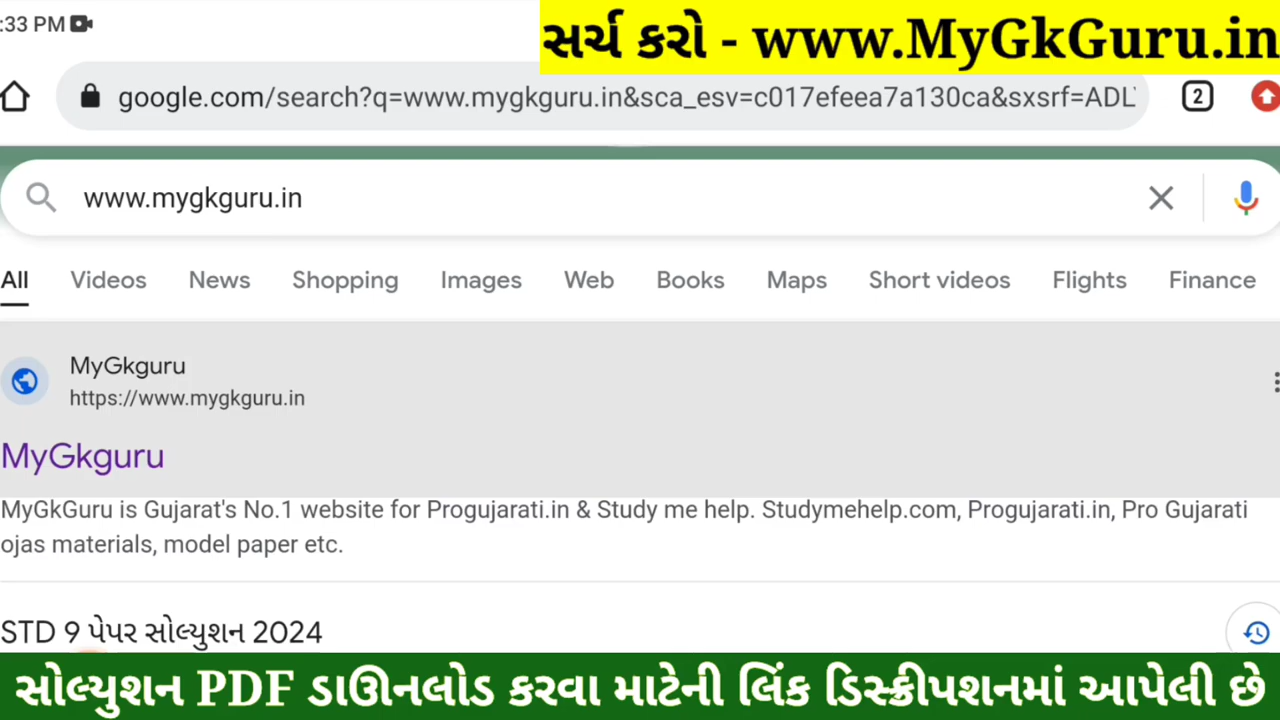 :33 PM
સર્ચ કરો - www.MyGkGuru.in
google.com/search?q=www.mygkguru.in&sca_esv=c017efeea7a130ca&sxsrf=ADL
2
www.mygkguru.in
All Videos News Shopping Images Web Books Maps Short videos Flights Finance
MyGkguru
https://www.mygkguru.in
MyGkguru
MyGkGuru is Gujarat's No.1 website for Progujarati.in & Study me help. Studymehelp.com, Progujarati.in, Pro Gujarati
ojas materials, model paper etc.
STD 9 પેપર સોલ્યુશન 2024
સોલ્યુશન PDF ડાઊનલોડ કરવા માટેની લિંક ડિસ્ક્રીપશનમાં આપેલી છે